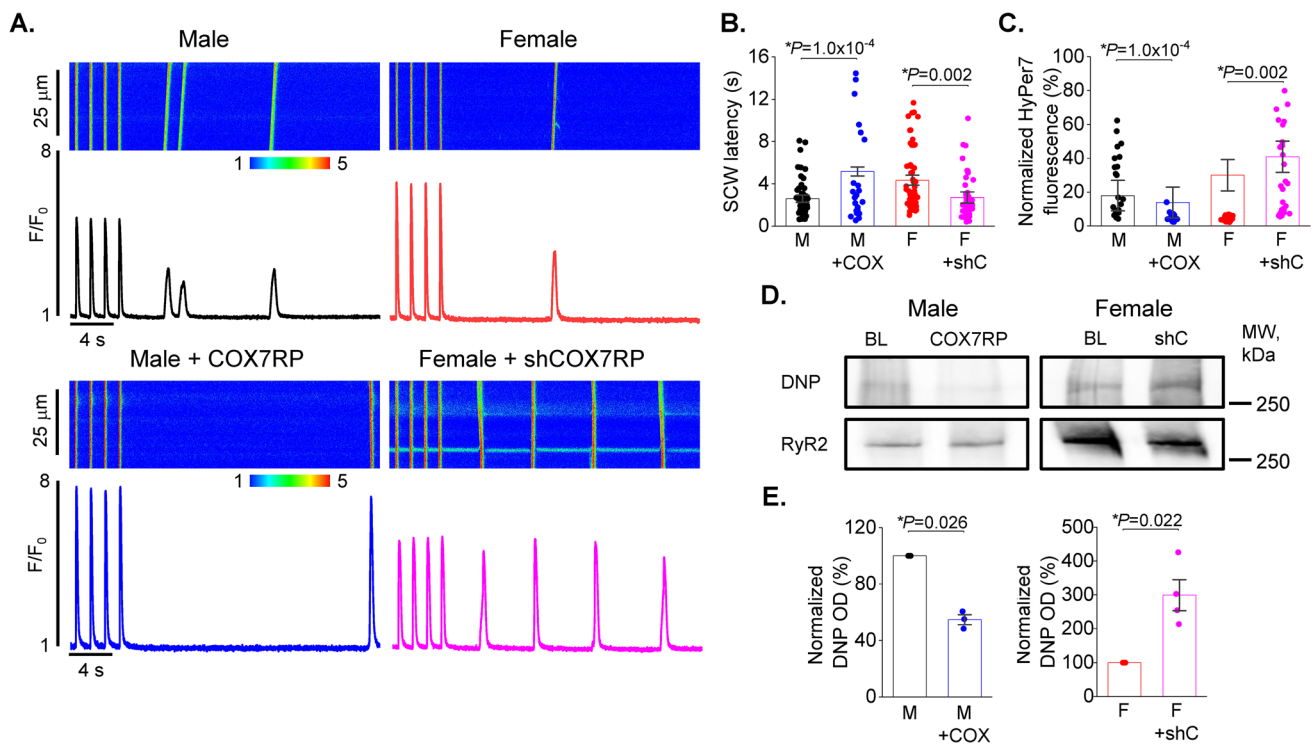 A.
Male
Female
25 µm
8
1 5
F/F0
1
4 s
Male + COX7RP
Female + shCOX7RP
25 µm
8
1 5
F/F0
1
4 s
B.
SCW latency (s)
16
12
8
4
0
*P=1.0x10-4
*P=0.002
M
M
+COX
F
F
+shC
C.
Normalized HyPer7
fluorescence (%)
100
80
60
40
20
0
*P=1.0x10-4
*P=0.002
M
M
+COX
F
F
+shC
D.
Male
Female
BL COX7RP
BL shC
MW,
kDa
DNP
250
RyR2
250
E.
Normalized
DNP OD (%)
120
80
40
0
*P=0.026
M
M
+COX
Normalized
DNP OD (%)
500
400
300
200
100
0
*P=0.022
F
F
+shC